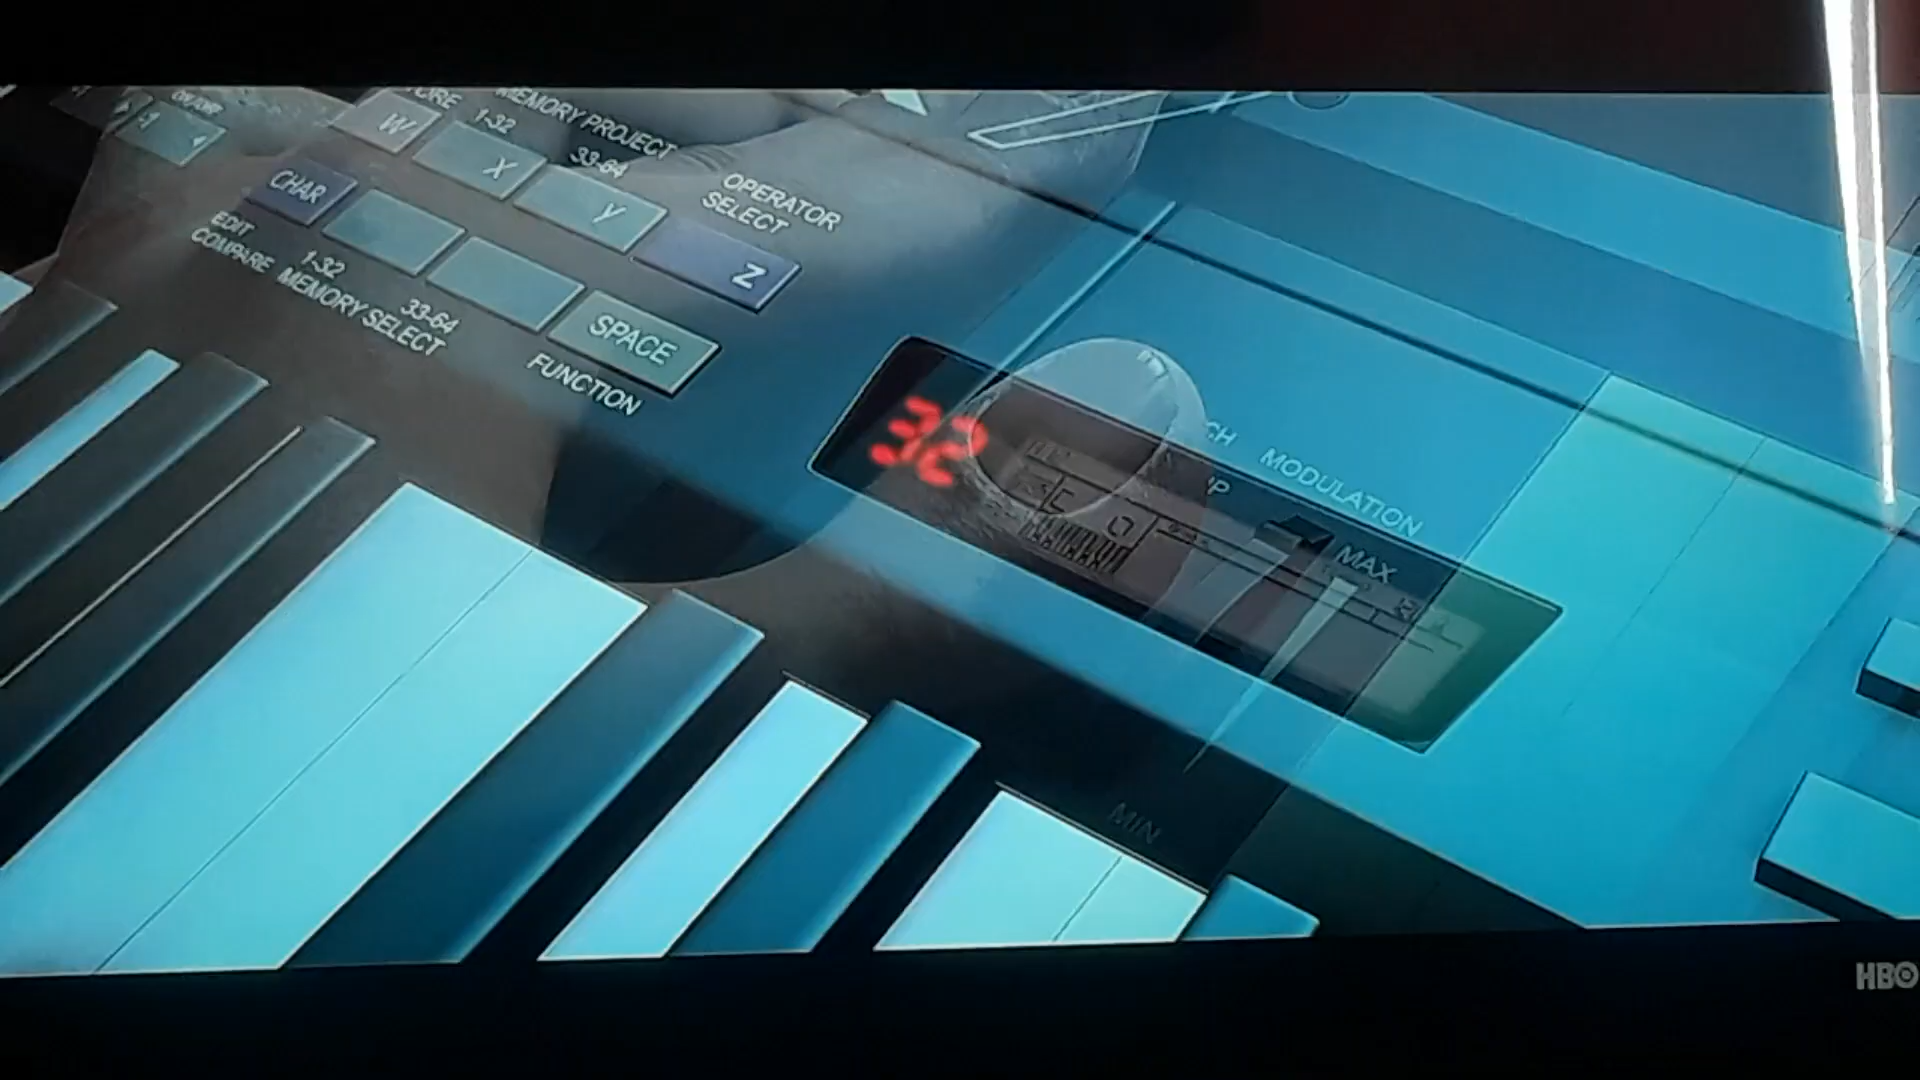 STORE
1-32
MEMORY PROJECT
33-64
W
X
Y
Z
OPERATOR
SELECT
CHAR
SPACE
EDIT
COMPARE
1-32
33-64
MEMORY SELECT
FUNCTION
32
MODULATION
MAX
MIN
HBO